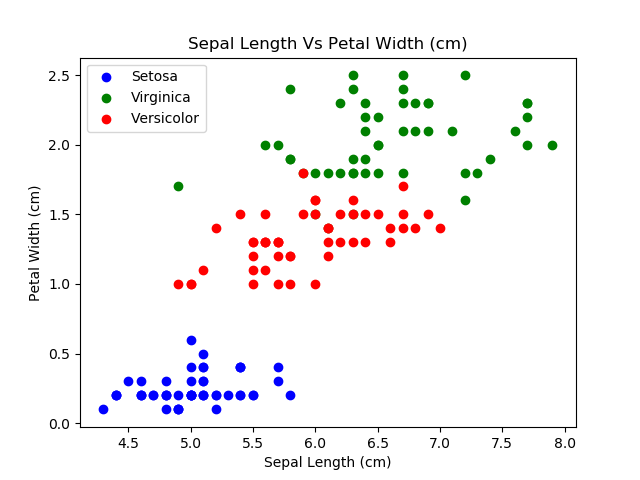 Sepal Length Vs Petal Width (cm)
Setosa
Virginica
Versicolor
2.5
2.0
1.5
1.0
0.5
0.0
Petal Width (cm)
4.5 5.0 5.5 6.0 6.5 7.0 7.5 8.0
Sepal Length (cm)